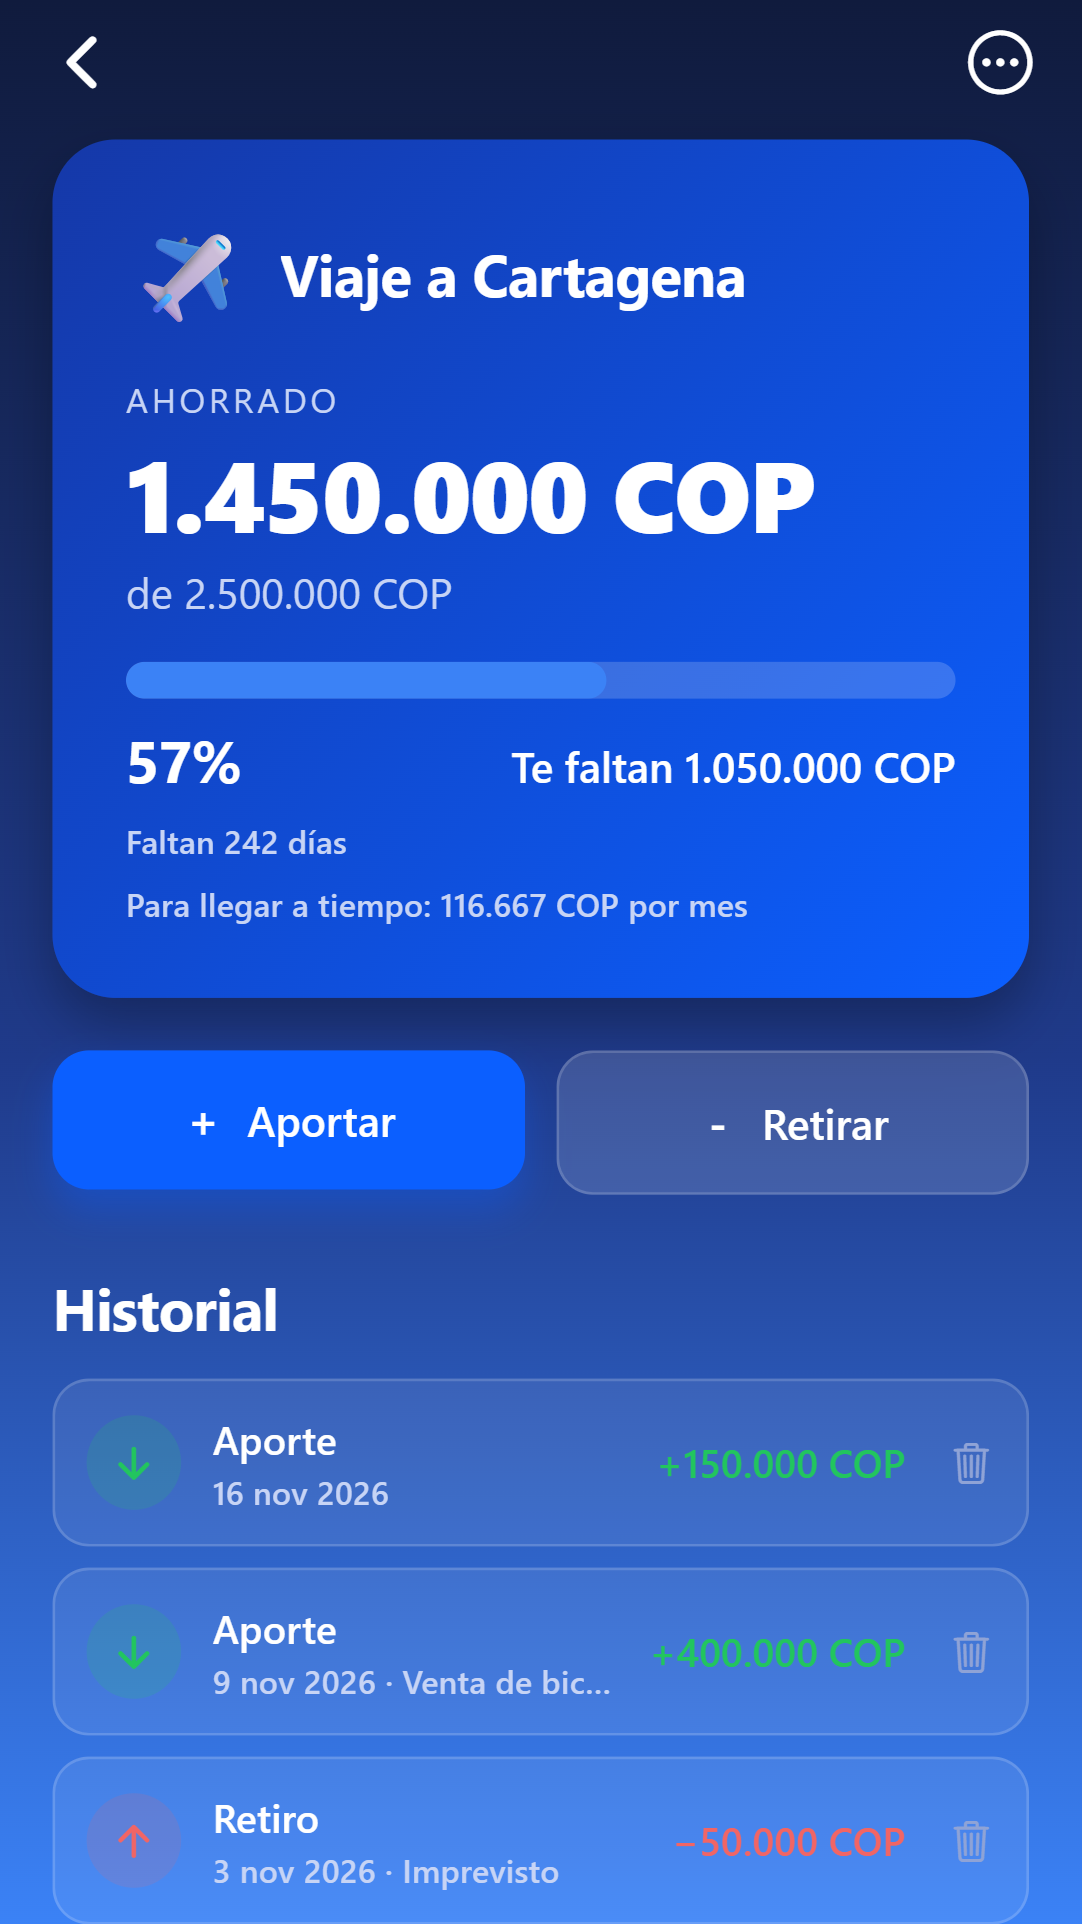 Viaje a Cartagena
AHORRADO
1.450.000 COP
de 2.500.000 COP
57%
Te faltan 1.050.000 COP
Faltan 242 días
Para llegar a tiempo: 116.667 COP por mes
+ Aportar
- Retirar
Historial
Aporte
+150.000 COP
16 nov 2026
Aporte
+400.000 COP
9 nov 2026 · Venta de bic...
Retiro
−50.000 COP
3 nov 2026 · Imprevisto